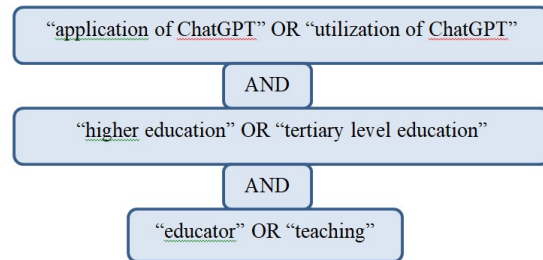 “application of ChatGPT” OR “utilization of ChatGPT”
AND
“higher education” OR “tertiary level education”
AND
“educator” OR “teaching”